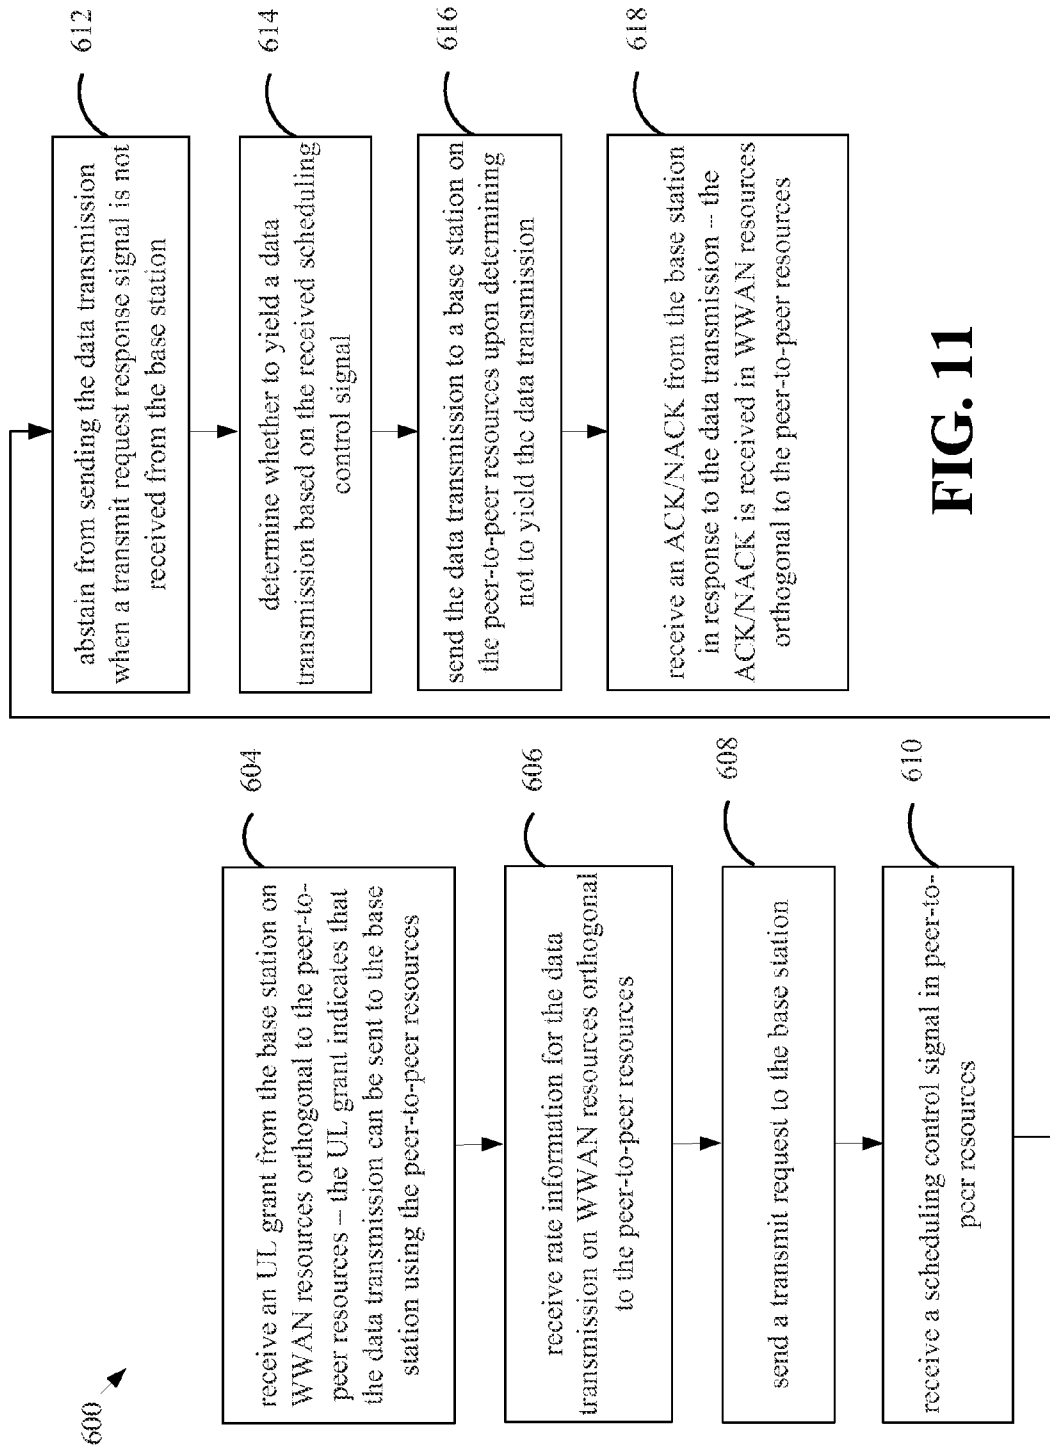 600
604
receive an UL grant from the base station on
WWAN resources orthogonal to the peer-to-
peer resources – the UL grant indicates that
the data transmission can be sent to the base
station using the peer-to-peer resources
606
receive rate information for the data
transmission on WWAN resources orthogonal
to the peer-to-peer resources
608
send a transmit request to the base station
610
receive a scheduling control signal in peer-to-
peer resources
612
abstain from sending the data transmission
when a transmit request response signal is not
received from the base station
614
determine whether to yield a data
transmission based on the received scheduling
control signal
616
send the data transmission to a base station on
the peer-to-peer resources upon determining
not to yield the data transmission
618
receive an ACK/NACK from the base station
in response to the data transmission – the
ACK/NACK is received in WWAN resources
orthogonal to the peer-to-peer resources
FIG. 11